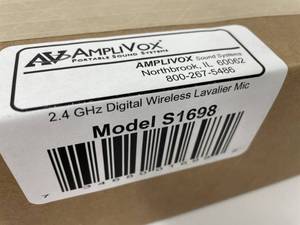 AMPLIVOX
PORTABLE SOUND SYSTEMS
AMPLIVOX Sound Systems
Northbrook, IL 60062
800-267-5486
2.4 GHz Digital Wireless Lavalier Mic
Model S1698